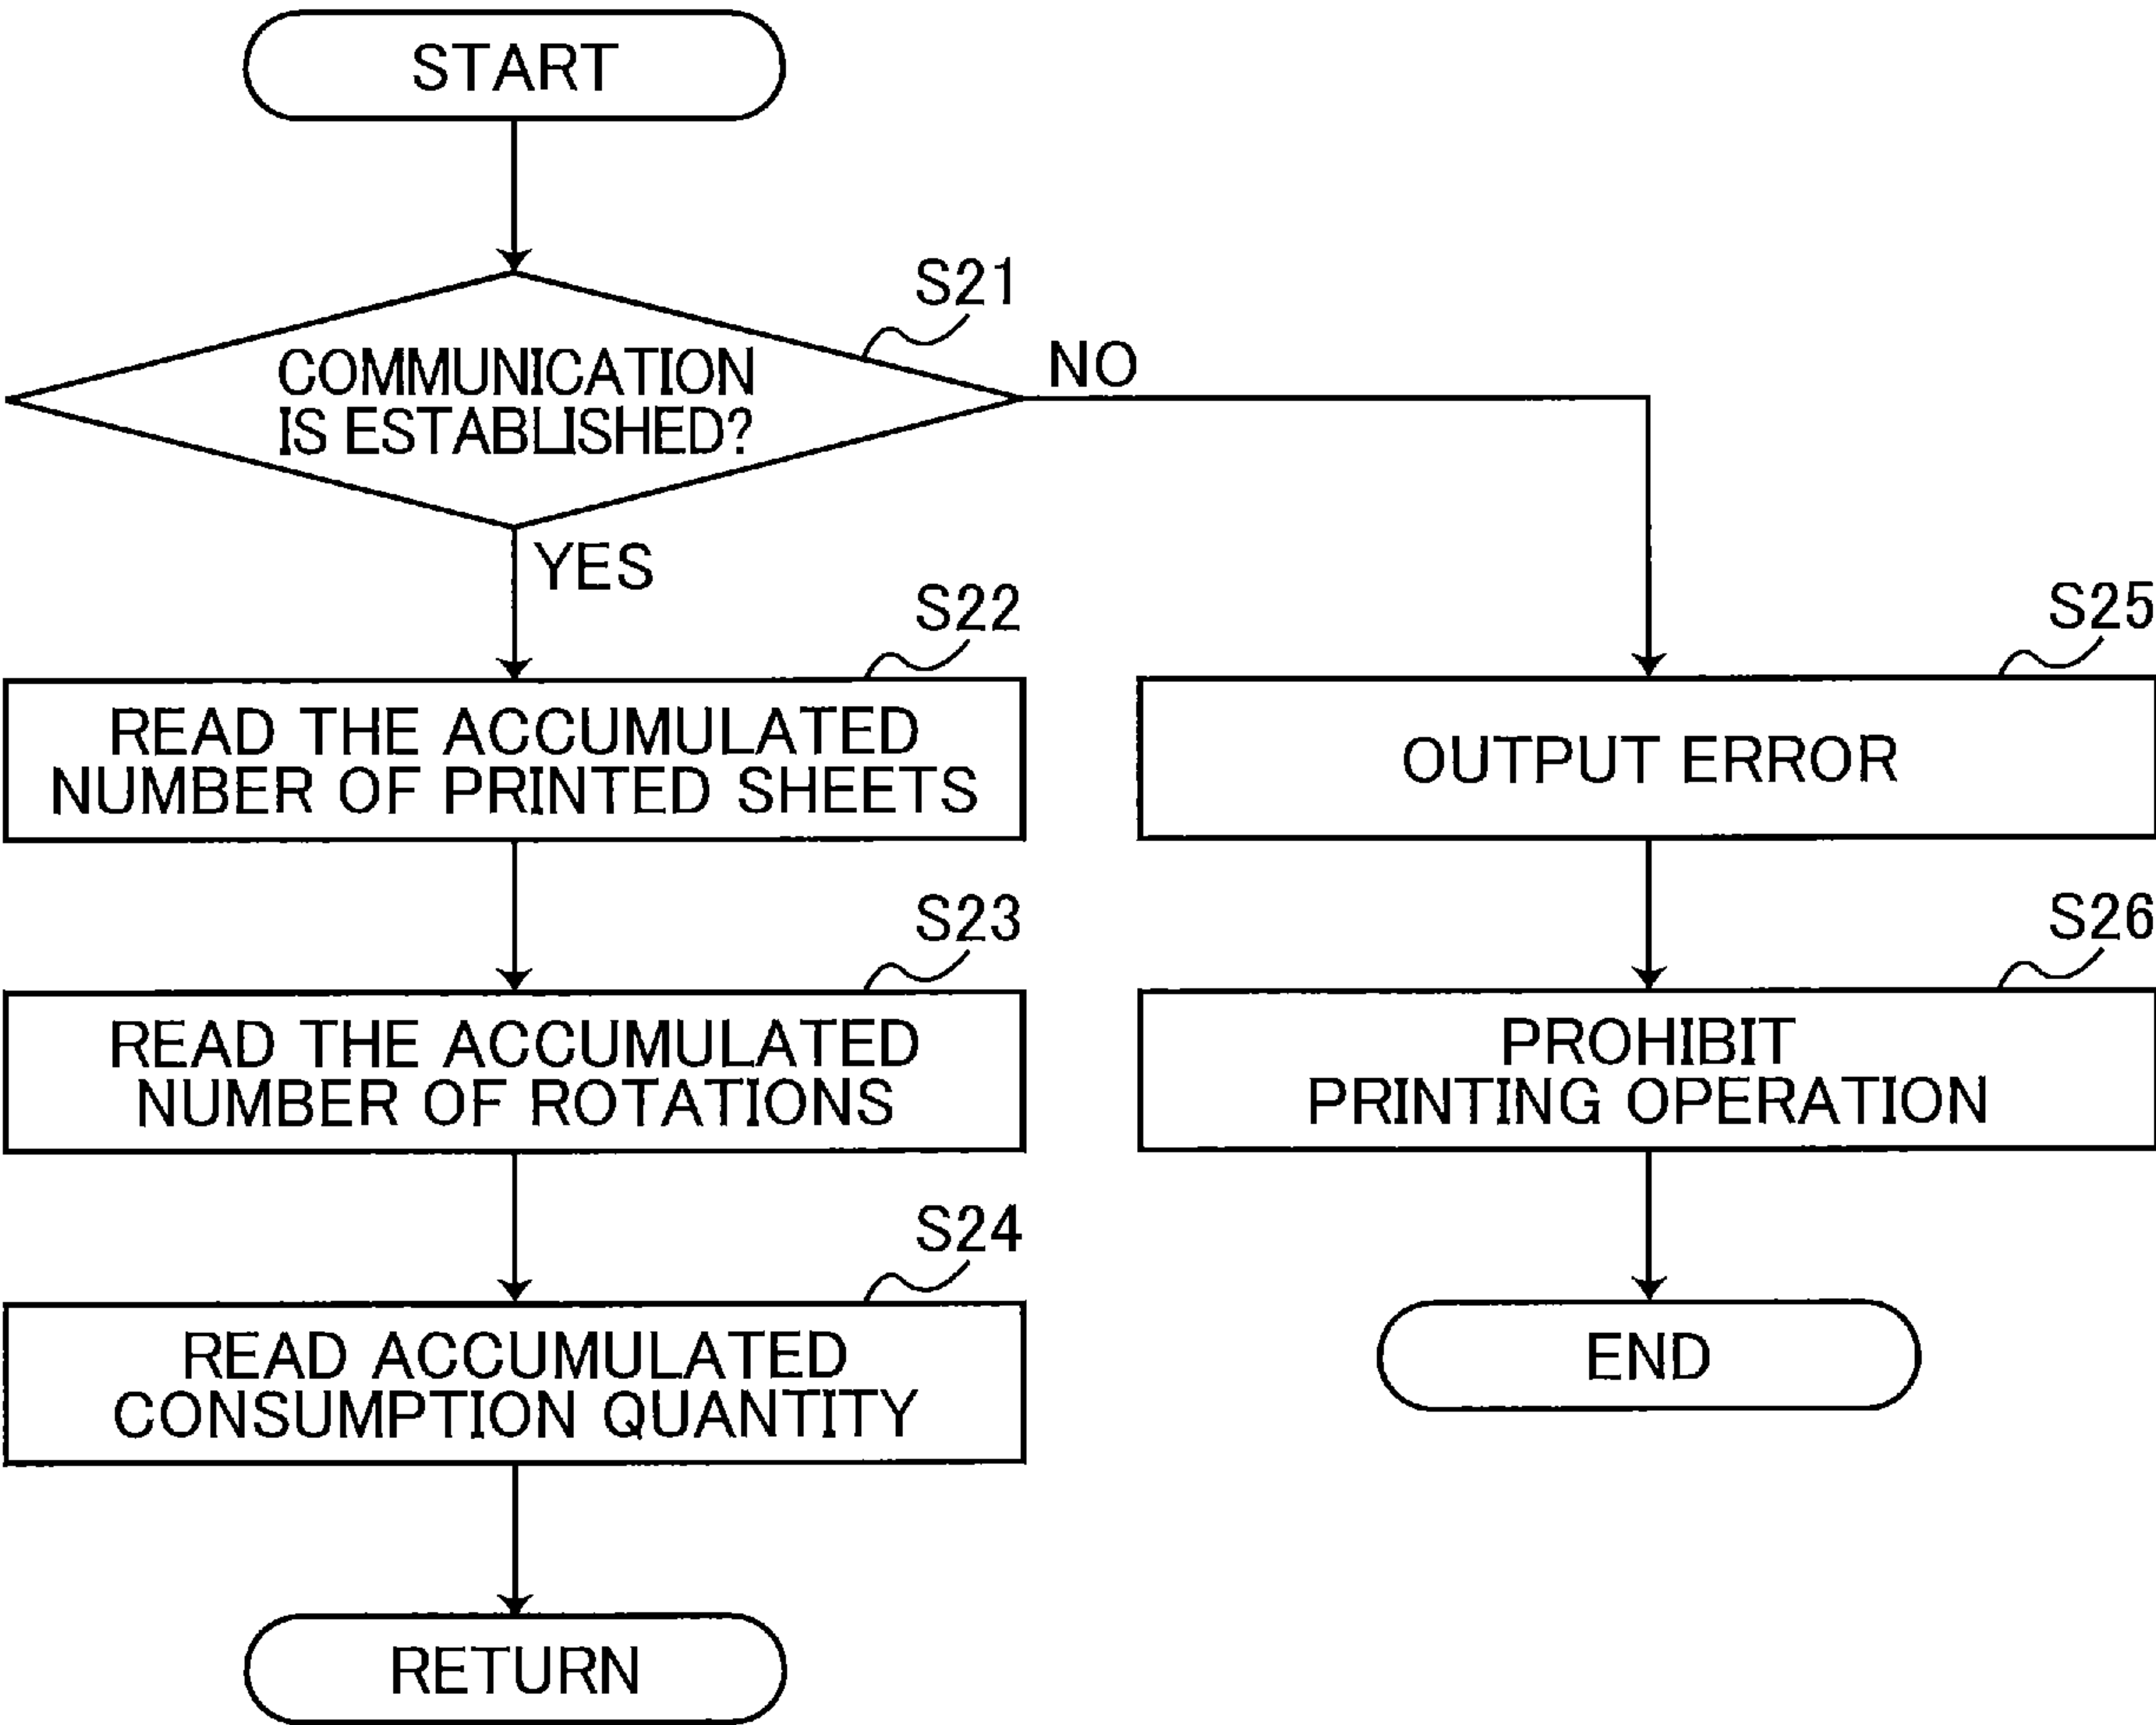 START
S21
COMMUNICATION
IS ESTABLISHED?
NO
YES
S22
READ THE ACCUMULATED
NUMBER OF PRINTED SHEETS
S23
READ THE ACCUMULATED
NUMBER OF ROTATIONS
S24
READ ACCUMULATED
CONSUMPTION QUANTITY
RETURN
S25
OUTPUT ERROR
S26
PROHIBIT
PRINTING OPERATION
END